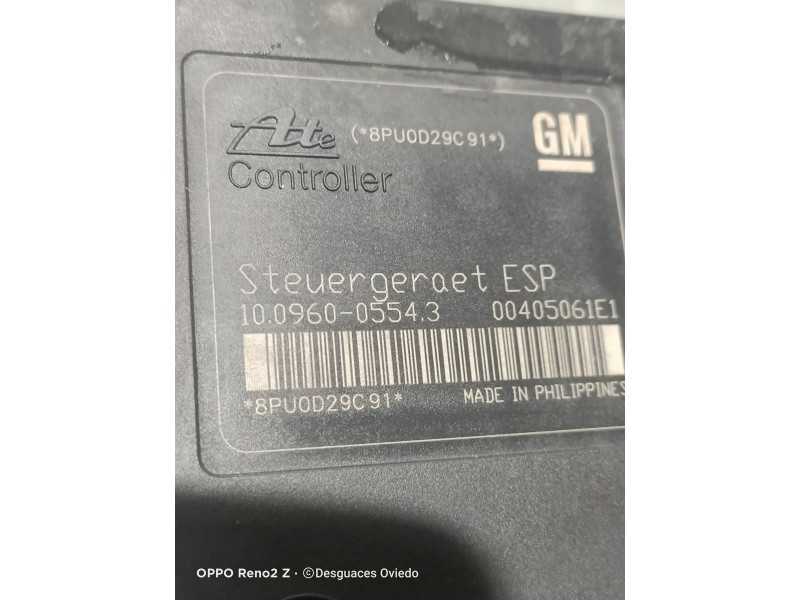 Ate (*8PU0D29C91*) GM
Controller
Steuergeraet ESP
10.0960-0554.3 00405061E1
*8PU0D29C91* MADE IN PHILIPPINES
OPPO Reno2 Z · ©Desguaces Oviedo